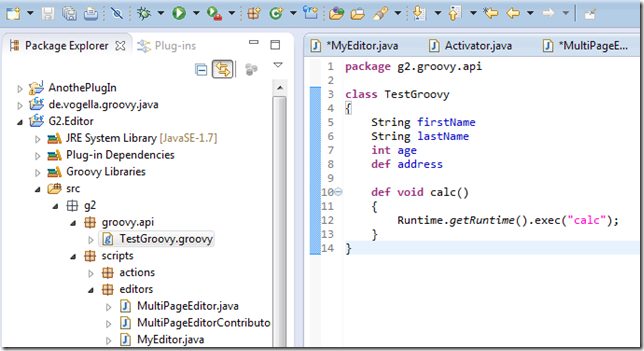 Package Explorer
Plug-ins
AnothePlugIn
de.vogella.groovy.java
G2.Editor
JRE System Library [JavaSE-1.7]
Plug-in Dependencies
Groovy Libraries
src
g2
groovy.api
TestGroovy.groovy
scripts
actions
editors
MultiPageEditor.java
MultiPageEditorContributo
MyEditor.java
*MyEditor.java
Activator.java
*MultiPageE...
1 package g2.groovy.api
2
3 class TestGroovy
4 {
5 String firstName
6 String lastName
7 int age
8 def address
9
10 def void calc()
11 {
12 Runtime.getRuntime().exec("calc");
13 }
14 }